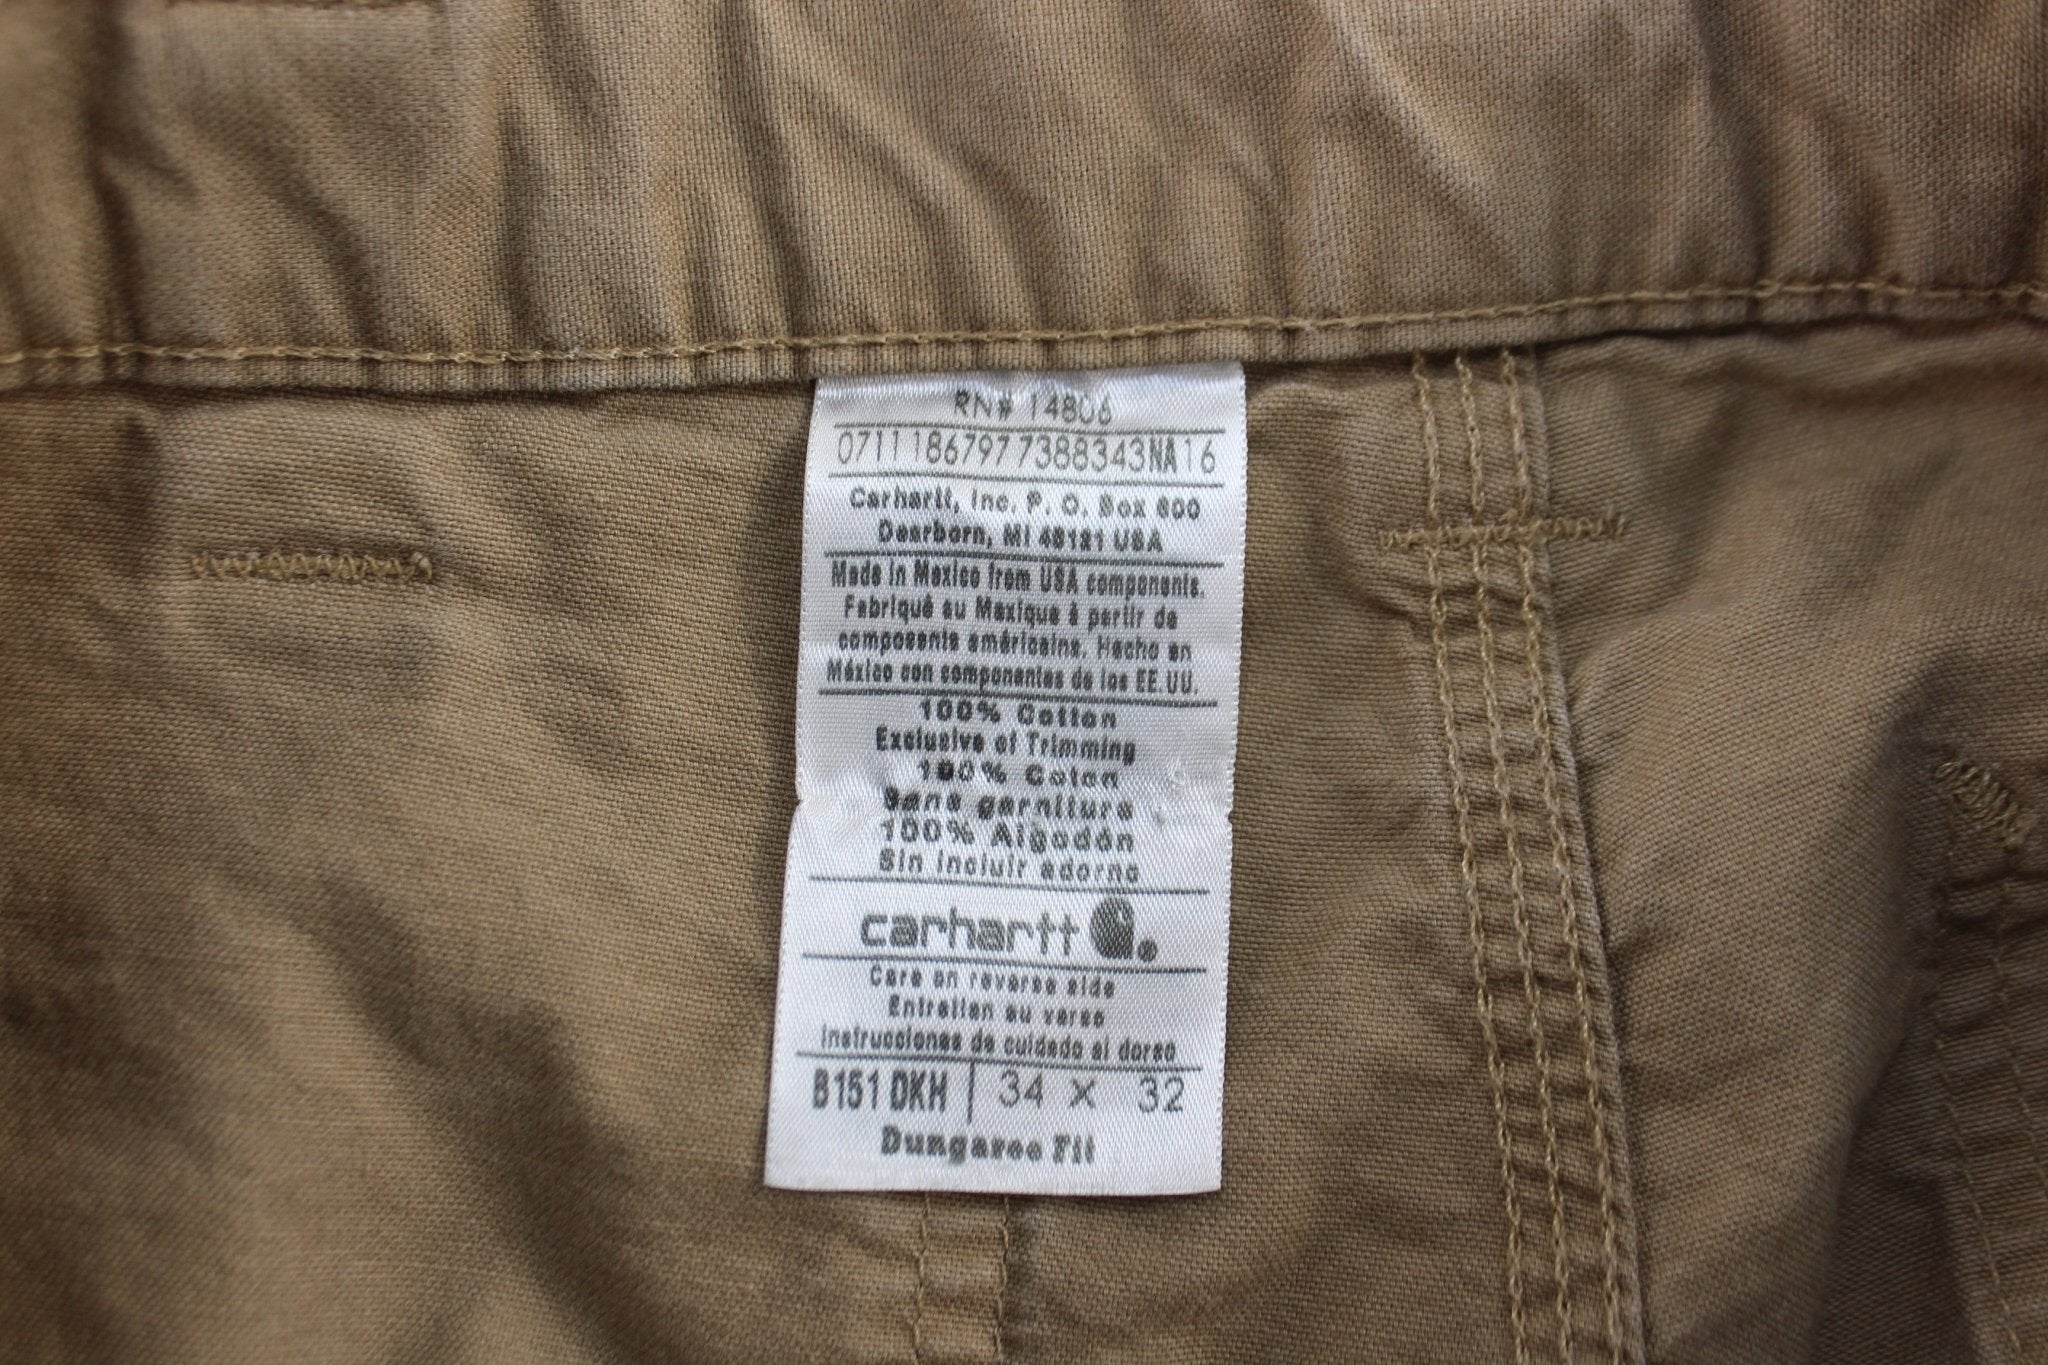 RN# 14806
07111867977388343NA16
Carhartt, Inc. P. O. Box 600
Dearborn, MI 48121 USA
Made in Mexico from USA components.
Fabriqué au Mexique à partir de
composants américains. Hecho en
México con componentes de los EE.UU.
100% Cotton
Exclusive of Trimming
100% Coton
Sans garniture
100% Algodón
Sin incluir adorno
carhartt
Care on reverse side
Entretien au verso
Instrucciones de cuidado al dorso
B151 DKH | 34 X 32
Dungaree Fit